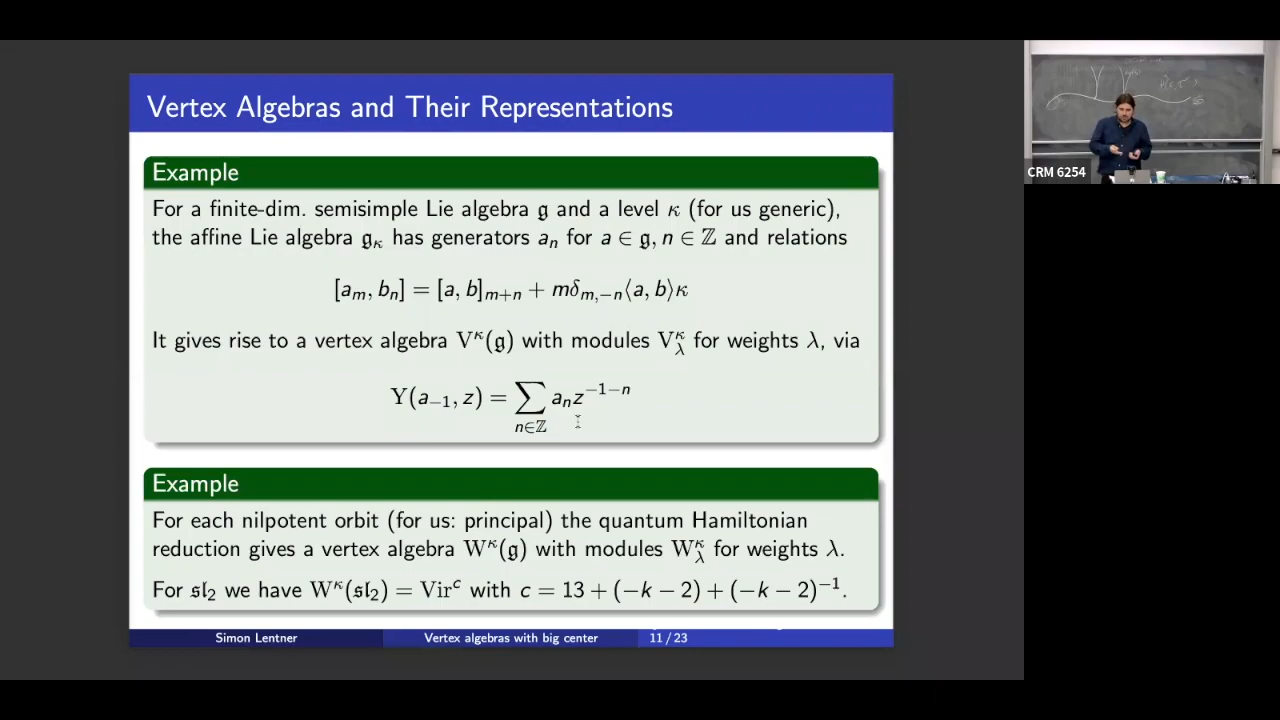 Vertex Algebras and Their Representations
Example
For a finite-dim. semisimple Lie algebra 𝔤 and a level κ (for us generic),
the affine Lie algebra 𝔤_κ has generators a_n for a ∈ 𝔤, n ∈ ℤ and relations
[a_m, b_n] = [a, b]_{m+n} + mδ_{m,−n}⟨a, b⟩κ
It gives rise to a vertex algebra V^κ(𝔤) with modules V^κ_λ for weights λ, via
Y(a_{−1}, z) = ∑_{n∈ℤ} a_n z^{−1−n}
Example
For each nilpotent orbit (for us: principal) the quantum Hamiltonian
reduction gives a vertex algebra W^κ(𝔤) with modules W^κ_λ for weights λ.
For 𝔰𝔩_2 we have W^κ(𝔰𝔩_2) = Vir^c with c = 13 + (−k − 2) + (−k − 2)^{−1}.
Simon Lentner
Vertex algebras with big center
11 / 23
CRM 6254